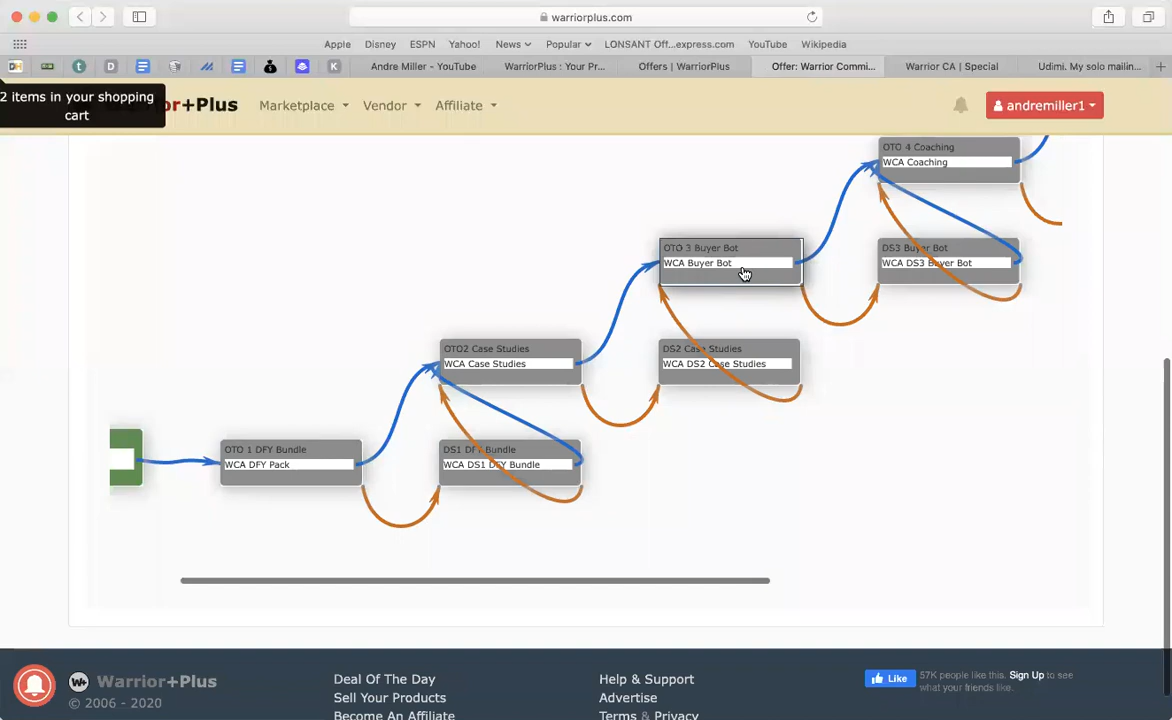 warriorplus.com
Apple
Disney
ESPN
Yahoo!
News
Popular
LONSANT Off...express.com
YouTube
Wikipedia
DH
t
D
K
Andre Miller - YouTube
WarriorPlus : Your Pr...
Offers | WarriorPlus
Offer: Warrior Commi...
Warrior CA | Special
Udimi. My solo mailin...
2 items in your shopping
cart
or+Plus
Marketplace
Vendor
Affiliate
andremiller1
OTO 4 Coaching
WCA Coaching
OTO 3 Buyer Bot
WCA Buyer Bot
DS3 Buyer Bot
WCA DS3 Buyer Bot
OTO2 Case Studies
WCA Case Studies
DS2 Case Studies
WCA DS2 Case Studies
OTO 1 DFY Bundle
WCA DFY Pack
DS1 DFY Bundle
WCA DS1 DFY Bundle
W+ Warrior+Plus
© 2006 - 2020
Deal Of The Day
Sell Your Products
Become An Affiliate
Help & Support
Advertise
Terms & Privacy
Like
57K people like this. Sign Up to see
what your friends like.